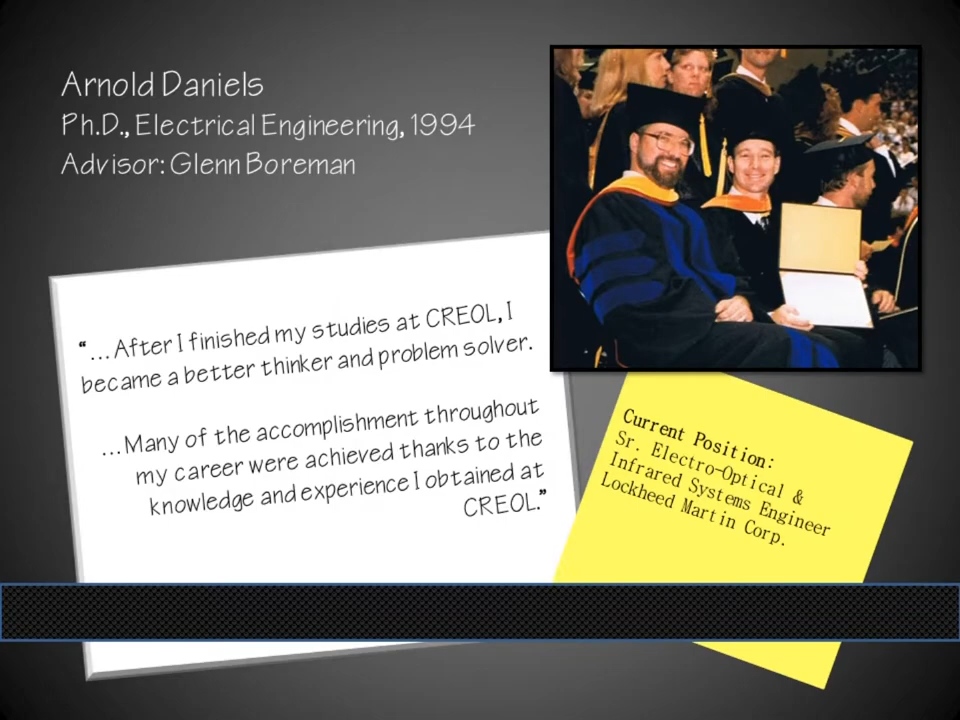 Arnold Daniels
Ph.D., Electrical Engineering, 1994
Advisor: Glenn Boreman
"...After I finished my studies at CREOL, I
became a better thinker and problem solver.
...Many of the accomplishment throughout
my career were achieved thanks to the
knowledge and experience I obtained at
CREOL."
Current Position:
Sr. Electro-Optical &
Infrared Systems Engineer
Lockheed Martin Corp.